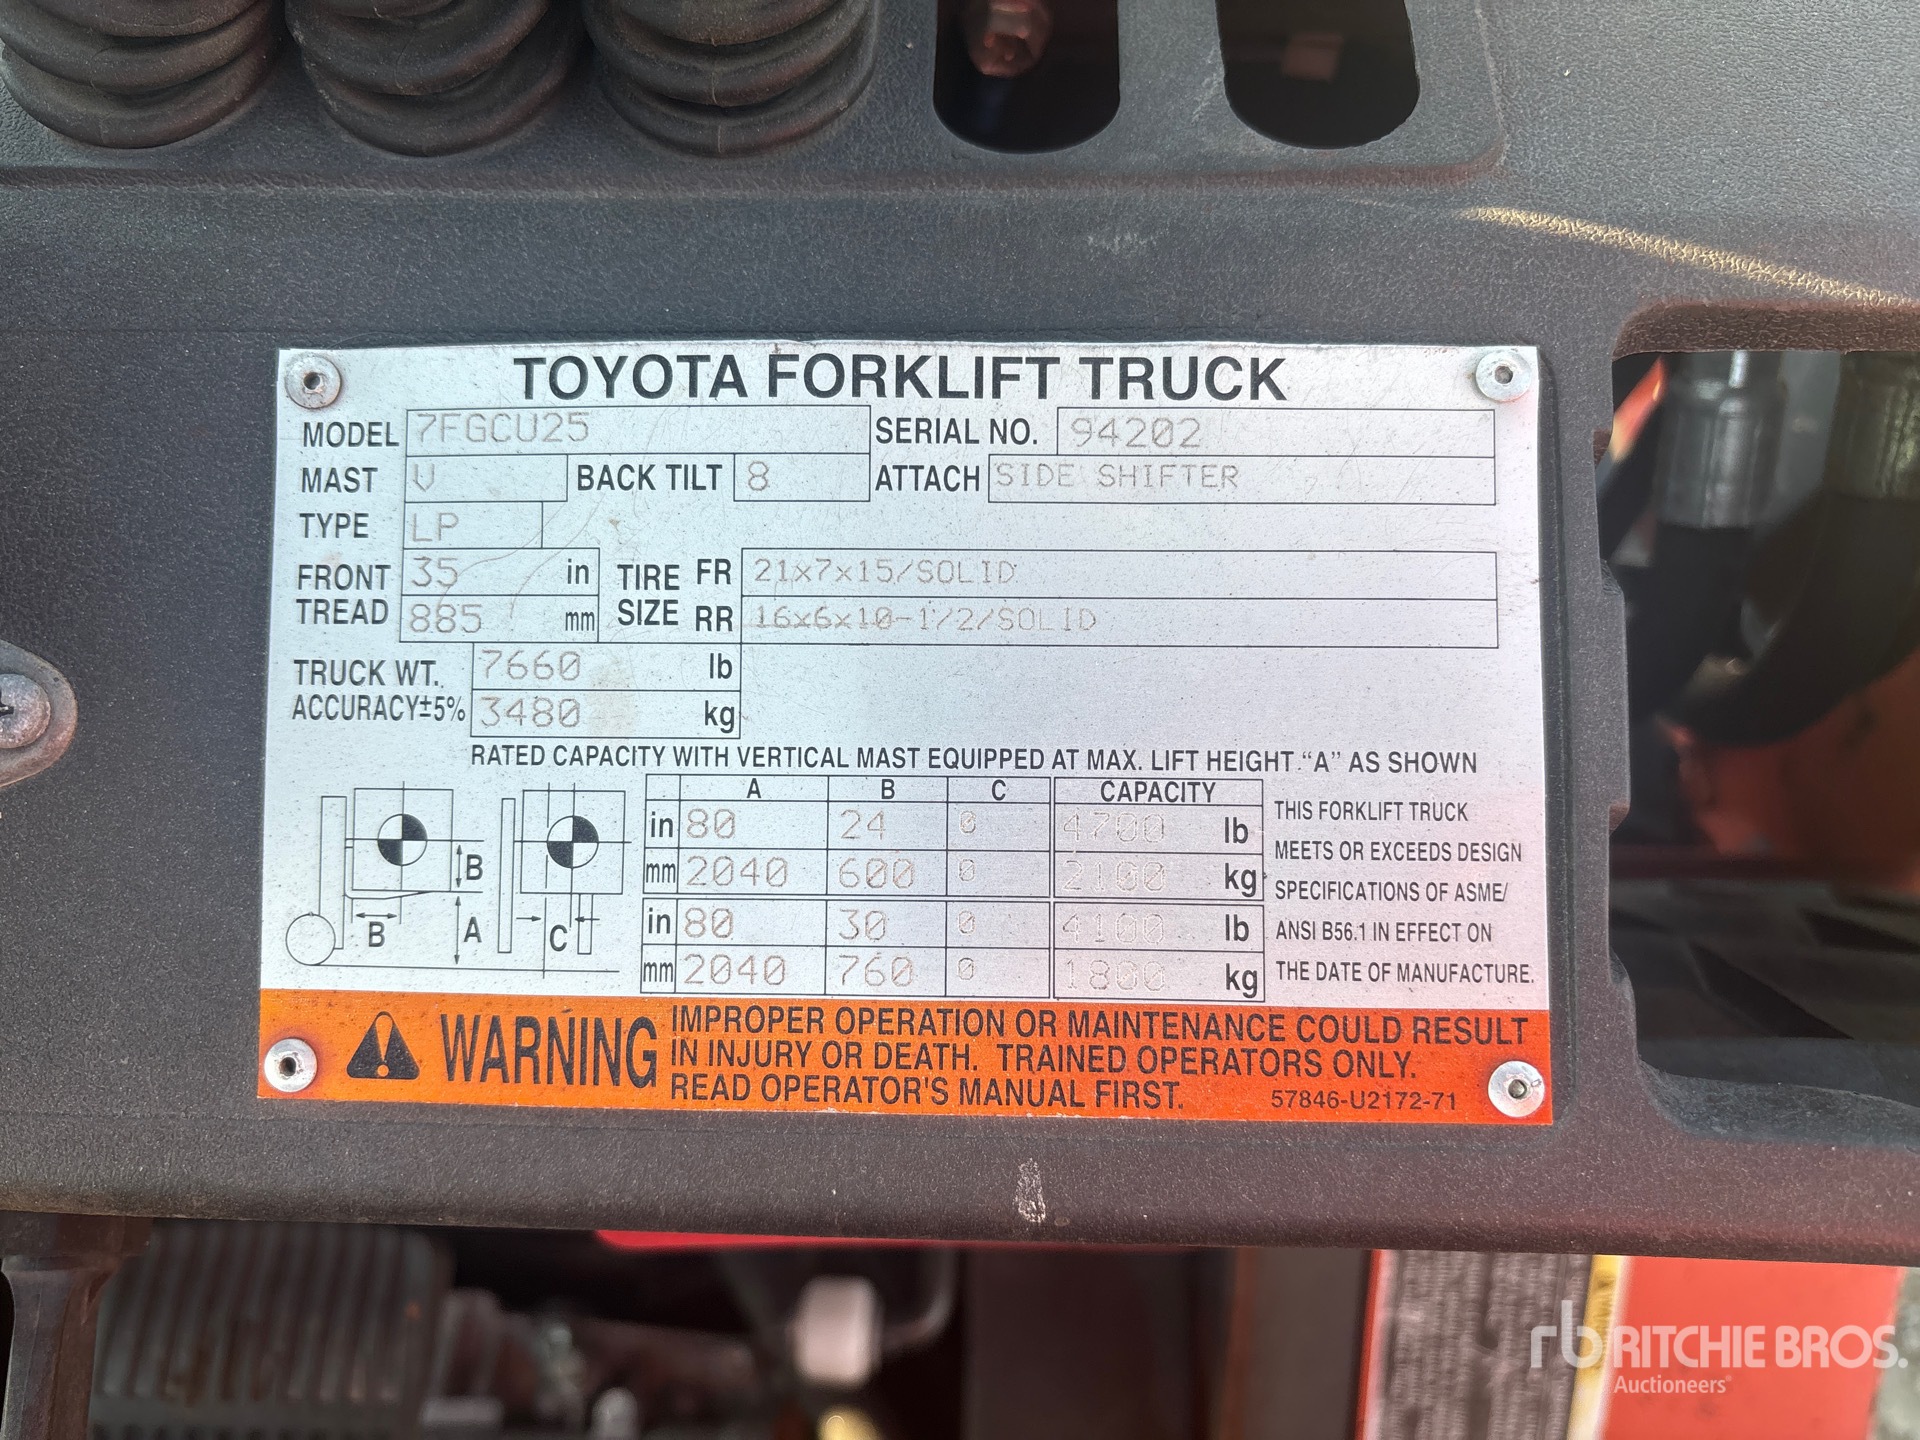 TOYOTA FORKLIFT TRUCK
MODEL 7FGCU25 SERIAL NO. 94202
MAST V BACK TILT 8 ATTACH SIDE SHIFTER
TYPE LP
FRONT TREAD 35 in TIRE SIZE FR 21x7x15/SOLID
885 mm RR 16x6x10-1/2/SOLID
TRUCK WT. 7660 lb
ACCURACY±5% 3480 kg
RATED CAPACITY WITH VERTICAL MAST EQUIPPED AT MAX. LIFT HEIGHT "A" AS SHOWN
A B C CAPACITY
in 80 24 0 4700 lb
mm 2040 600 0 2100 kg
in 80 30 0 4100 lb
mm 2040 760 0 1800 kg
B
B A C
THIS FORKLIFT TRUCK
MEETS OR EXCEEDS DESIGN
SPECIFICATIONS OF ASME/
ANSI B56.1 IN EFFECT ON
THE DATE OF MANUFACTURE.
WARNING
IMPROPER OPERATION OR MAINTENANCE COULD RESULT
IN INJURY OR DEATH. TRAINED OPERATORS ONLY.
READ OPERATOR'S MANUAL FIRST. 57846-U2172-71
rb RITCHIE BROS.
Auctioneers